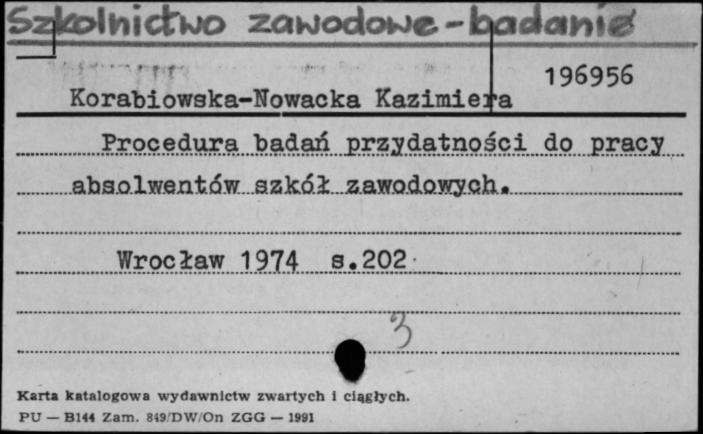 Szkolnictwo zawodowe - badanie
196956
Korabiowska-Nowacka Kazimiera
Procedura badań przydatności do pracy
absolwentów szkół zawodowych.
Wrocław 1974 s.202
3
Karta katalogowa wydawnictw zwartych i ciągłych.
PU — B144 Zam. 849/DW/On ZGG — 1991